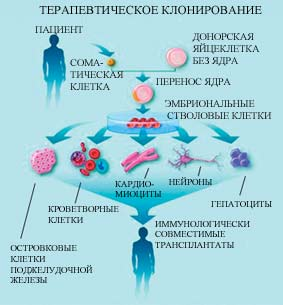 ТЕРАПЕВТИЧЕСКОЕ КЛОНИРОВАНИЕ
ПАЦИЕНТ
ДОНОРСКАЯ
ЯЙЦЕКЛЕТКА
БЕЗ ЯДРА
СОМА-
ТИЧЕСКАЯ
КЛЕТКА
ПЕРЕНОС ЯДРА
ЭМБРИОНАЛЬНЫЕ
СТВОЛОВЫЕ КЛЕТКИ
КАРДИО-
МИОЦИТЫ
НЕЙРОНЫ
ГЕПАТОЦИТЫ
КРОВЕТВОРНЫЕ
КЛЕТКИ
ОСТРОВКОВЫЕ
КЛЕТКИ
ПОДЖЕЛУДОЧНОЙ
ЖЕЛЕЗЫ
ИММУНОЛОГИЧЕСКИ
СОВМЕСТИМЫЕ
ТРАНСПЛАНТАТЫ